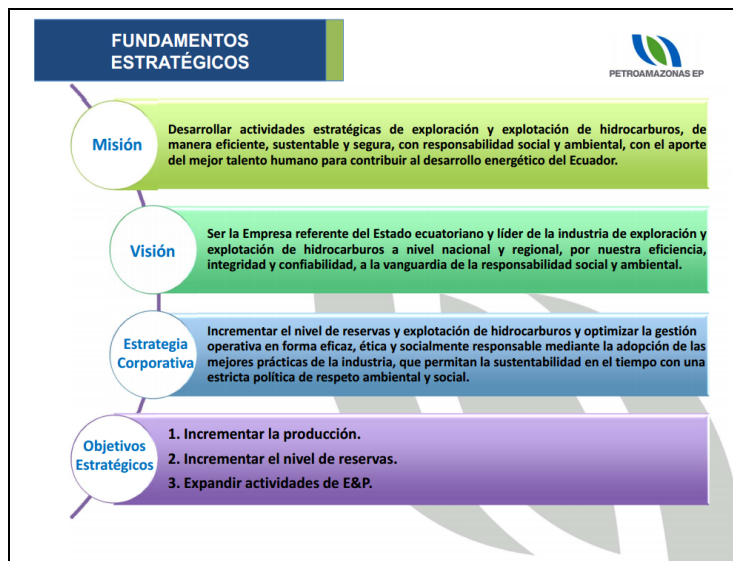 FUNDAMENTOS
ESTRATÉGICOS
PETROAMAZONAS EP
Misión
Desarrollar actividades estratégicas de exploración y explotación de hidrocarburos, de
manera eficiente, sustentable y segura, con responsabilidad social y ambiental, con el aporte
del mejor talento humano para contribuir al desarrollo energético del Ecuador.
Visión
Ser la Empresa referente del Estado ecuatoriano y líder de la industria de exploración y
explotación de hidrocarburos a nivel nacional y regional, por nuestra eficiencia,
integridad y confiabilidad, a la vanguardia de la responsabilidad social y ambiental.
Estrategia
Corporativa
Incrementar el nivel de reservas y explotación de hidrocarburos y optimizar la gestión
operativa en forma eficaz, ética y socialmente responsable mediante la adopción de las
mejores prácticas de la industria, que permitan la sustentabilidad en el tiempo con una
estricta política de respeto ambiental y social.
Objetivos
Estratégicos
1. Incrementar la producción.
2. Incrementar el nivel de reservas.
3. Expandir actividades de E&P.